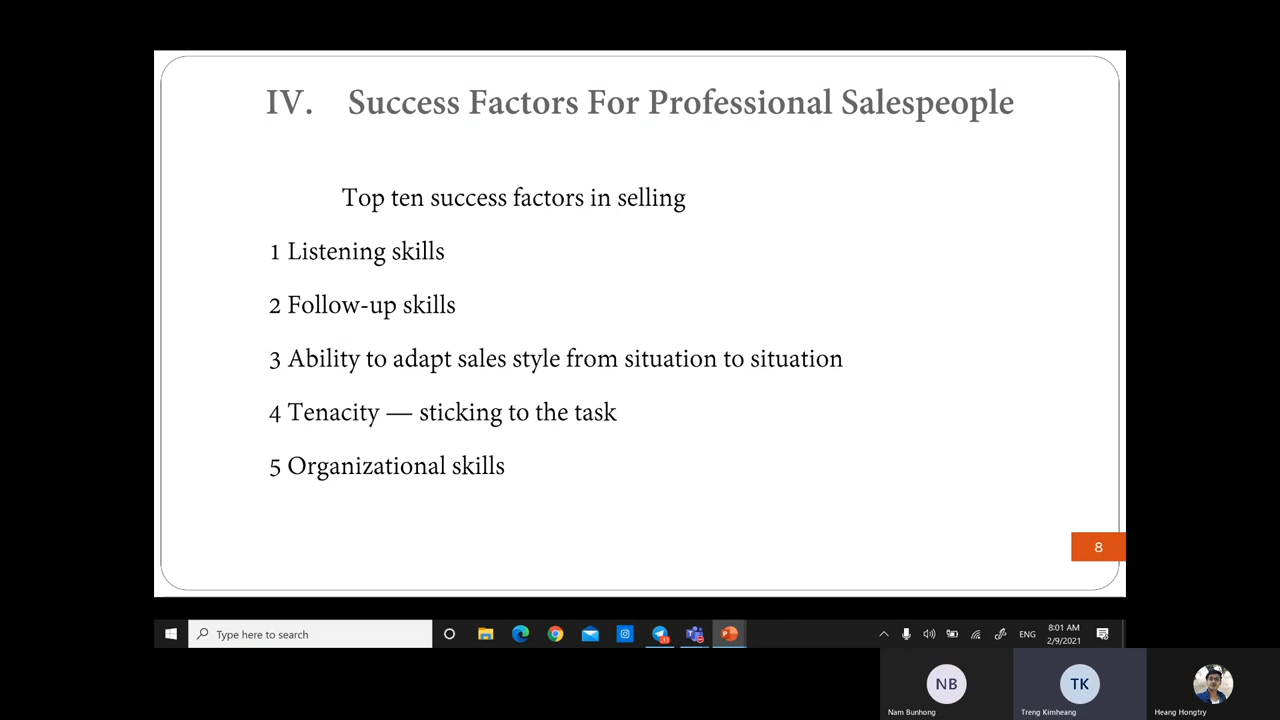 IV. Success Factors For Professional Salespeople
Top ten success factors in selling
1 Listening skills
2 Follow-up skills
3 Ability to adapt sales style from situation to situation
4 Tenacity — sticking to the task
5 Organizational skills
8
Type here to search
ENG
8:01 AM
2/9/2021
NB
TK
Nam Bunhong
Treng Kimheang
Heang Hongtry